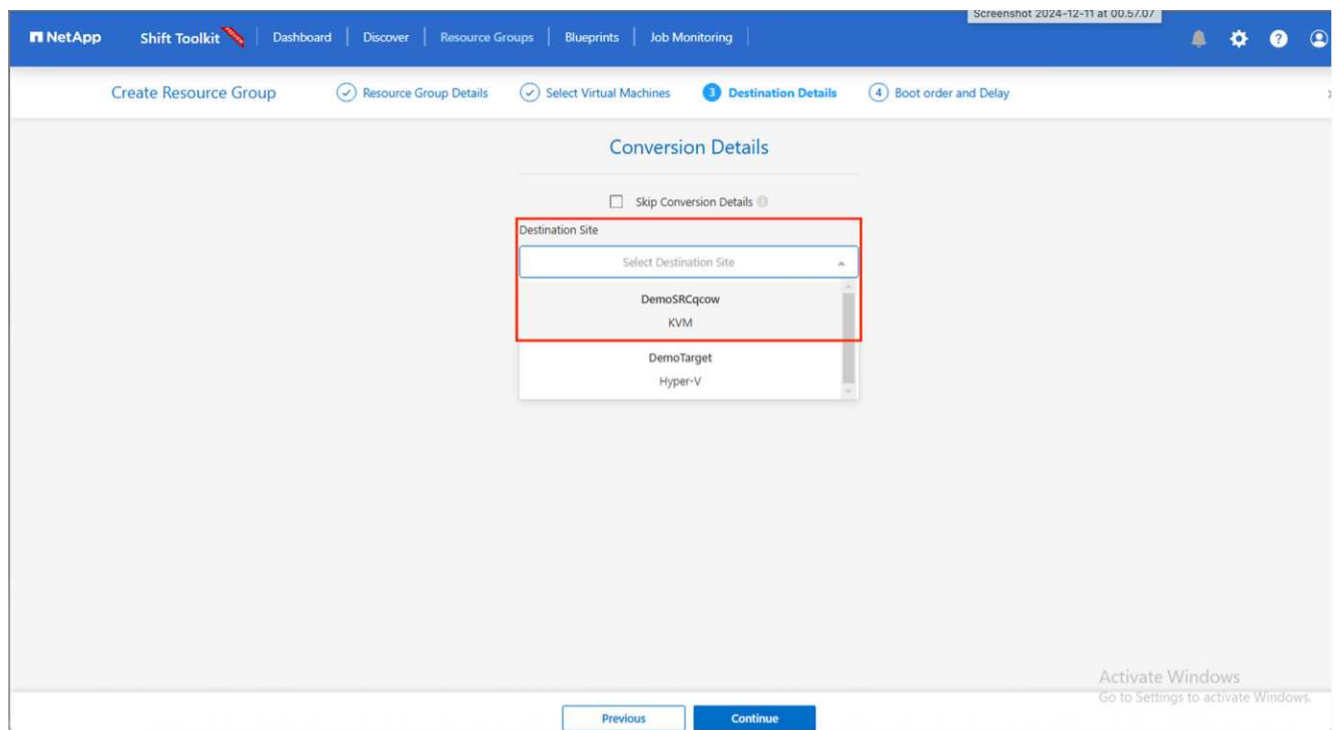 Screenshot 2024-12-11 at 00.57.07
NetApp Shift Toolkit Dashboard Discover Resource Groups Blueprints Job Monitoring
Create Resource Group Resource Group Details Select Virtual Machines 3 Destination Details 4 Boot order and Delay
Conversion Details
Skip Conversion Details
Destination Site
Select Destination Site
DemoSRCqcow
KVM
DemoTarget
Hyper-V
Activate Windows
Go to Settings to activate Windows.
Previous Continue